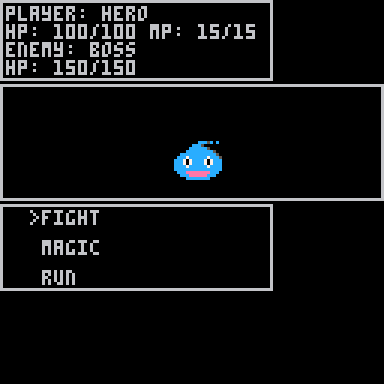 PLAYER: HERO
HP: 100/100 MP: 15/15
ENEMY: BOSS
HP: 150/150
>FIGHT
MAGIC
RUN